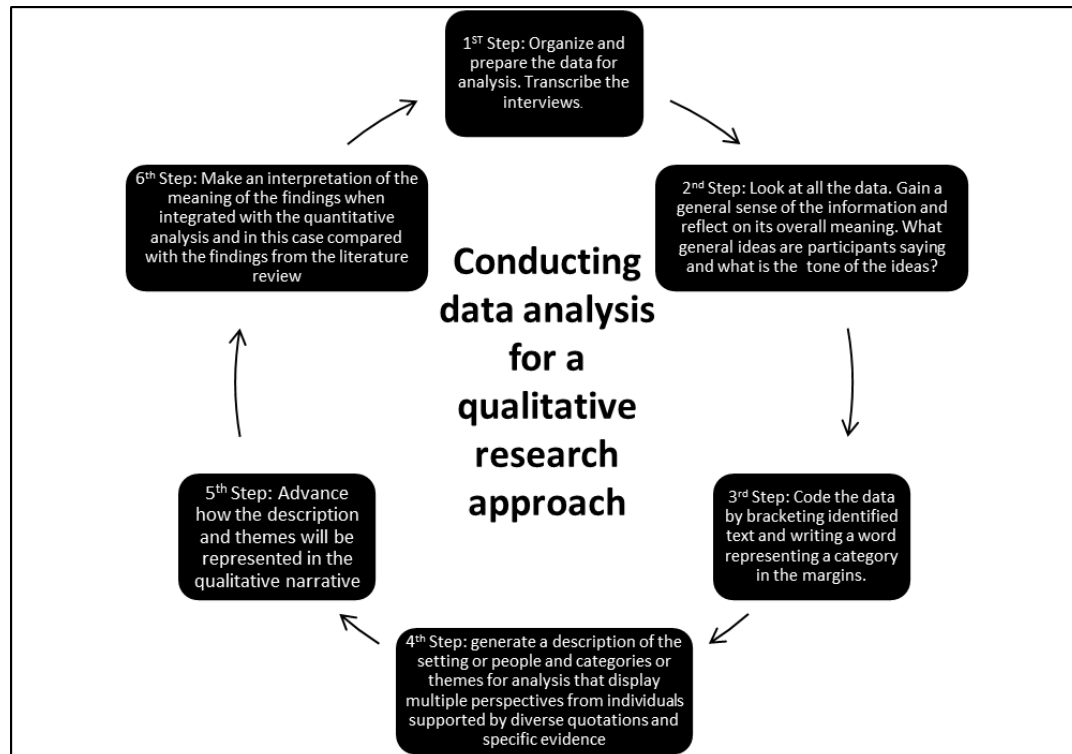 1ST Step: Organize and
prepare the data for
analysis. Transcribe the
interviews.
2nd Step: Look at all the data. Gain a
general sense of the information and
reflect on its overall meaning. What
general ideas are participants saying
and what is the tone of the ideas?
3rd Step: Code the data
by bracketing identified
text and writing a word
representing a category
in the margins.
4th Step: generate a description of the
setting or people and categories or
themes for analysis that display
multiple perspectives from individuals
supported by diverse quotations and
specific evidence
5th Step: Advance
how the description
and themes will be
represented in the
qualitative narrative
6th Step: Make an interpretation of the
meaning of the findings when
integrated with the quantitative
analysis and in this case compared
with the findings from the literature
review
Conducting
data analysis
for a
qualitative
research
approach